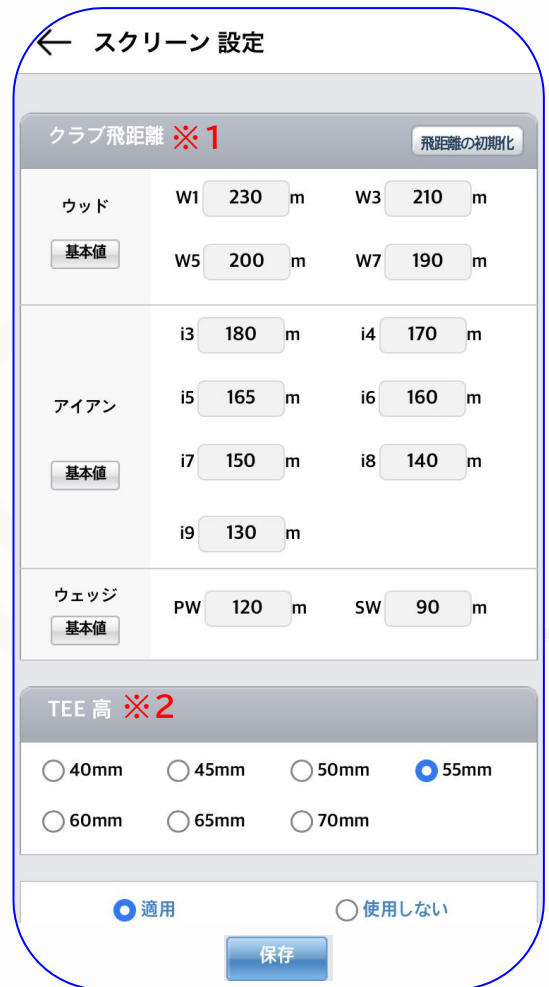 ← スクリーン 設定
クラブ飛距離 ※1 飛距離の初期化
ウッド
基本値
W1 230 m W3 210 m
W5 200 m W7 190 m
アイアン
基本値
i3 180 m i4 170 m
i5 165 m i6 160 m
i7 150 m i8 140 m
i9 130 m
ウェッジ
基本値
PW 120 m SW 90 m
TEE 高 ※2
40mm 45mm 50mm 55mm
60mm 65mm 70mm
適用 使用しない
保存